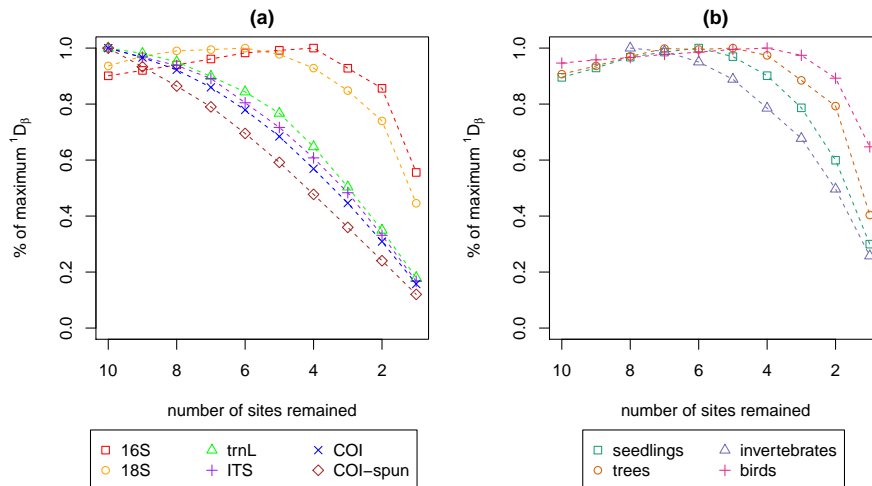 (a)
% of maximum ¹Dβ
1.0
0.8
0.6
0.4
0.2
0.0
10 8 6 4 2
number of sites remained
16S trnL COI
18S ITS COI−spun
(b)
% of maximum ¹Dβ
1.0
0.8
0.6
0.4
0.2
0.0
10 8 6 4 2
number of sites remained
seedlings invertebrates
trees birds